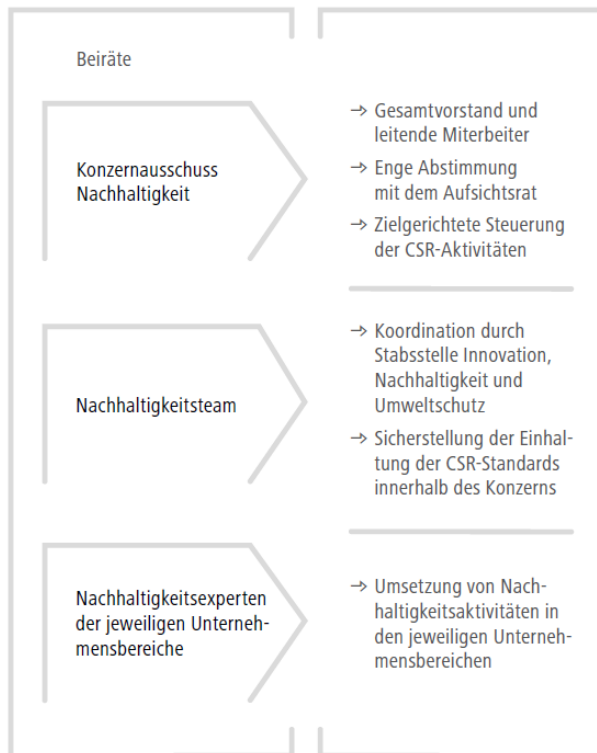 Beiräte
Konzernausschuss
Nachhaltigkeit
→ Gesamtvorstand und
leitende Miterbeiter
→ Enge Abstimmung
mit dem Aufsichtsrat
→ Zielgerichtete Steuerung
der CSR-Aktivitäten
Nachhaltigkeitsteam
→ Koordination durch
Stabsstelle Innovation,
Nachhaltigkeit und
Umweltschutz
→ Sicherstellung der Einhal-
tung der CSR-Standards
innerhalb des Konzerns
Nachhaltigkeitsexperten
der jeweiligen Unterneh-
mensbereiche
→ Umsetzung von Nach-
haltigkeitsaktivitäten in
den jeweiligen Unterneh-
mensbereichen